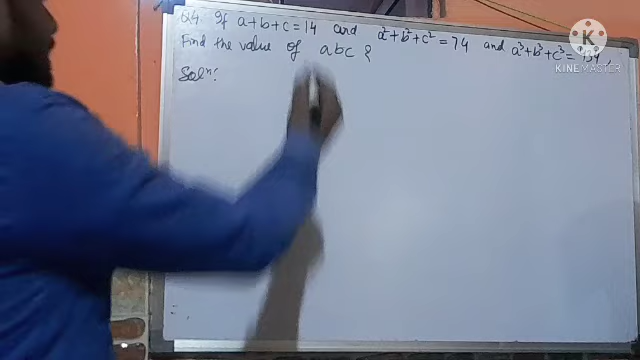 Q4 If a+b+c=14 and a²+b²+c²=74 and a³+b³+c³=
Find the value of abc ?
Solⁿ:
KINEMASTER